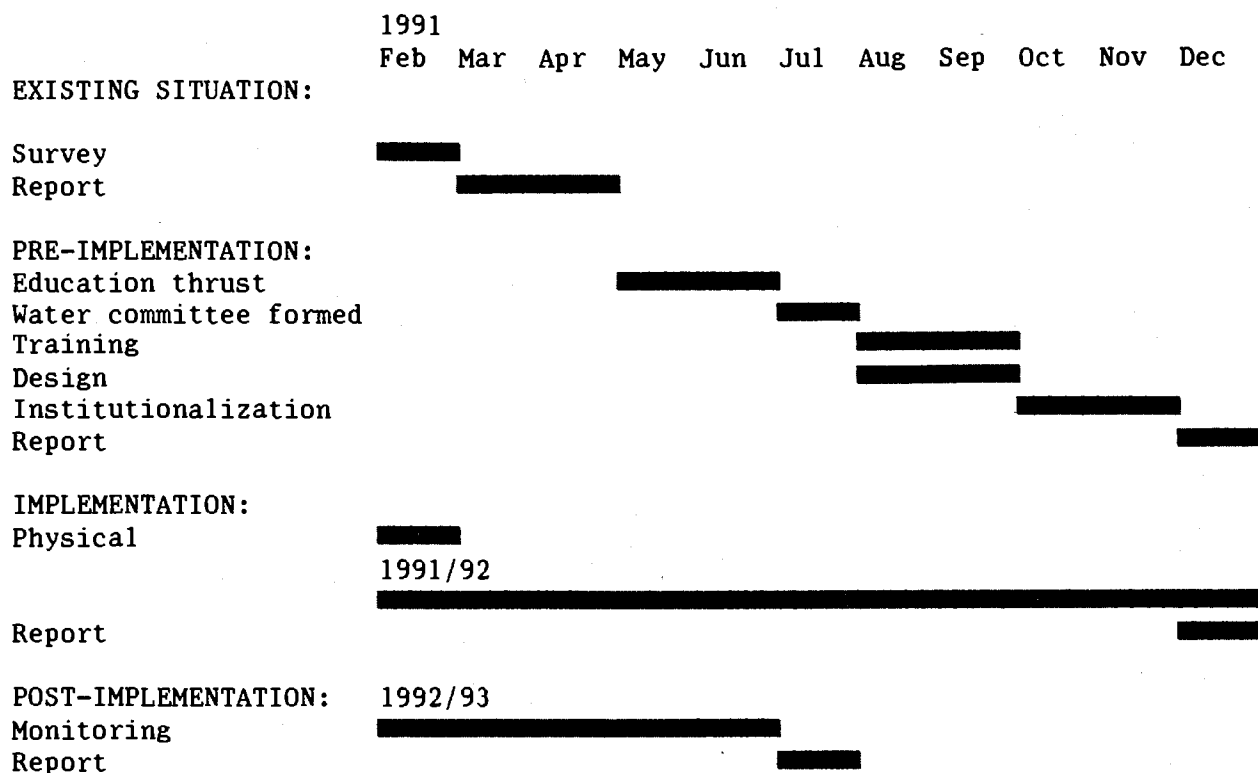 1991
Feb Mar Apr May Jun Jul Aug Sep Oct Nov Dec
EXISTING SITUATION:
Survey
Report
PRE-IMPLEMENTATION:
Education thrust
Water committee formed
Training
Design
Institutionalization
Report
IMPLEMENTATION:
Physical
1991/92
Report
POST-IMPLEMENTATION: 1992/93
Monitoring
Report